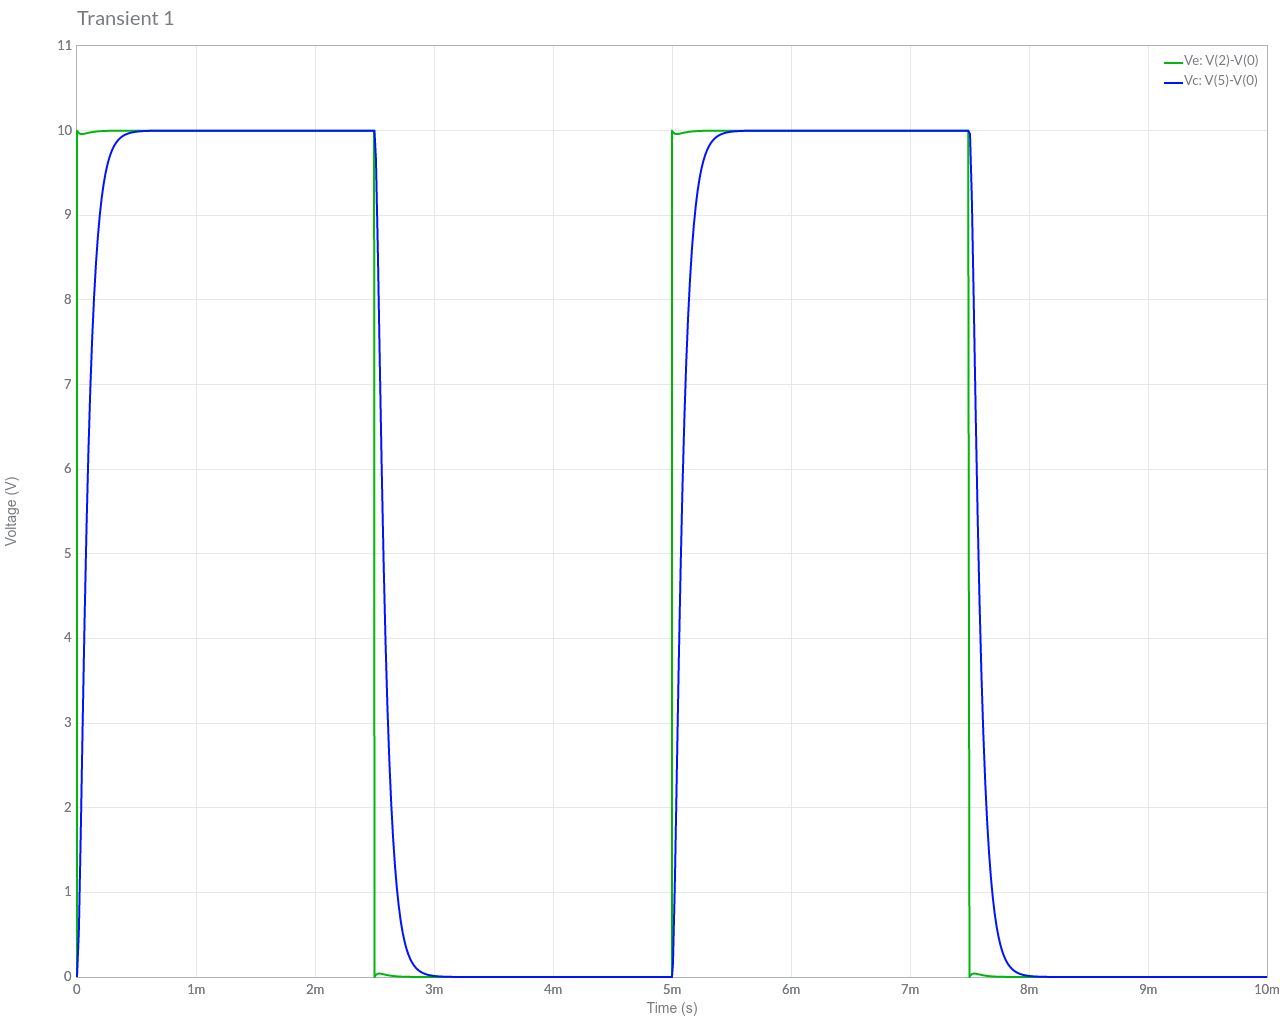 Transient 1
Ve: V(2)-V(0)
Vc: V(5)-V(0)
Voltage (V)
11
10
9
8
7
6
5
4
3
2
1
0
0 1m 2m 3m 4m 5m 6m 7m 8m 9m 10m
Time (s)